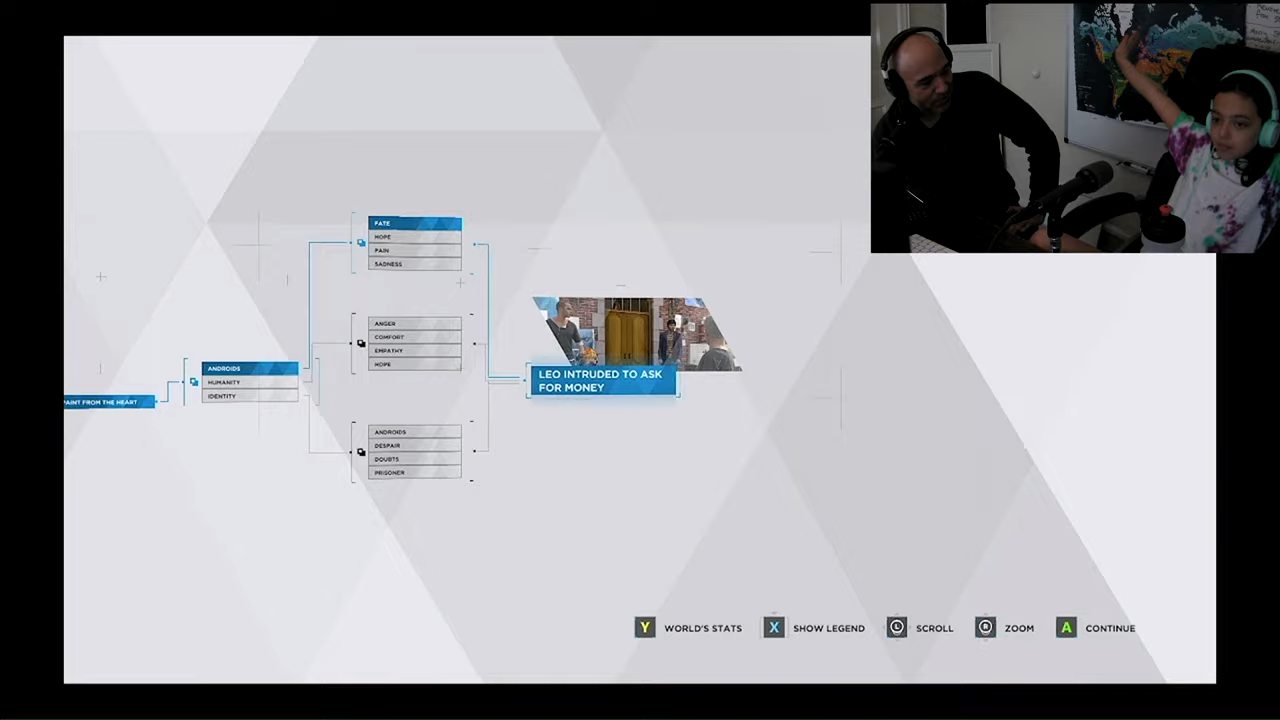 PAINT FROM THE HEART
ANDROIDS
HUMANITY
IDENTITY
FATE
HOPE
PAIN
SADNESS
ANGER
COMFORT
EMPATHY
HOPE
ANDROIDS
DESPAIR
DOUBTS
PRISONER
LEO INTRUDED TO ASK
FOR MONEY
Y WORLD'S STATS
X SHOW LEGEND
L SCROLL
R ZOOM
A CONTINUE